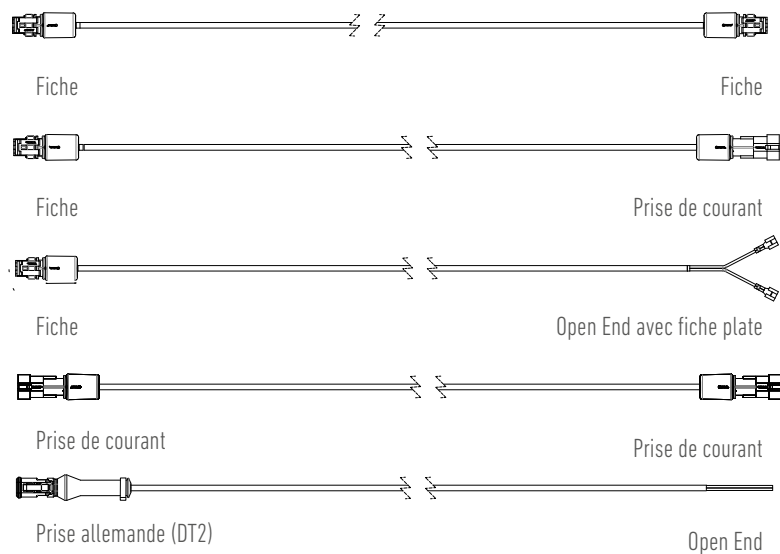 Fiche
Fiche
Fiche
Prise de courant
Fiche
Open End avec fiche plate
Prise de courant
Prise de courant
Prise allemande (DT2)
Open End